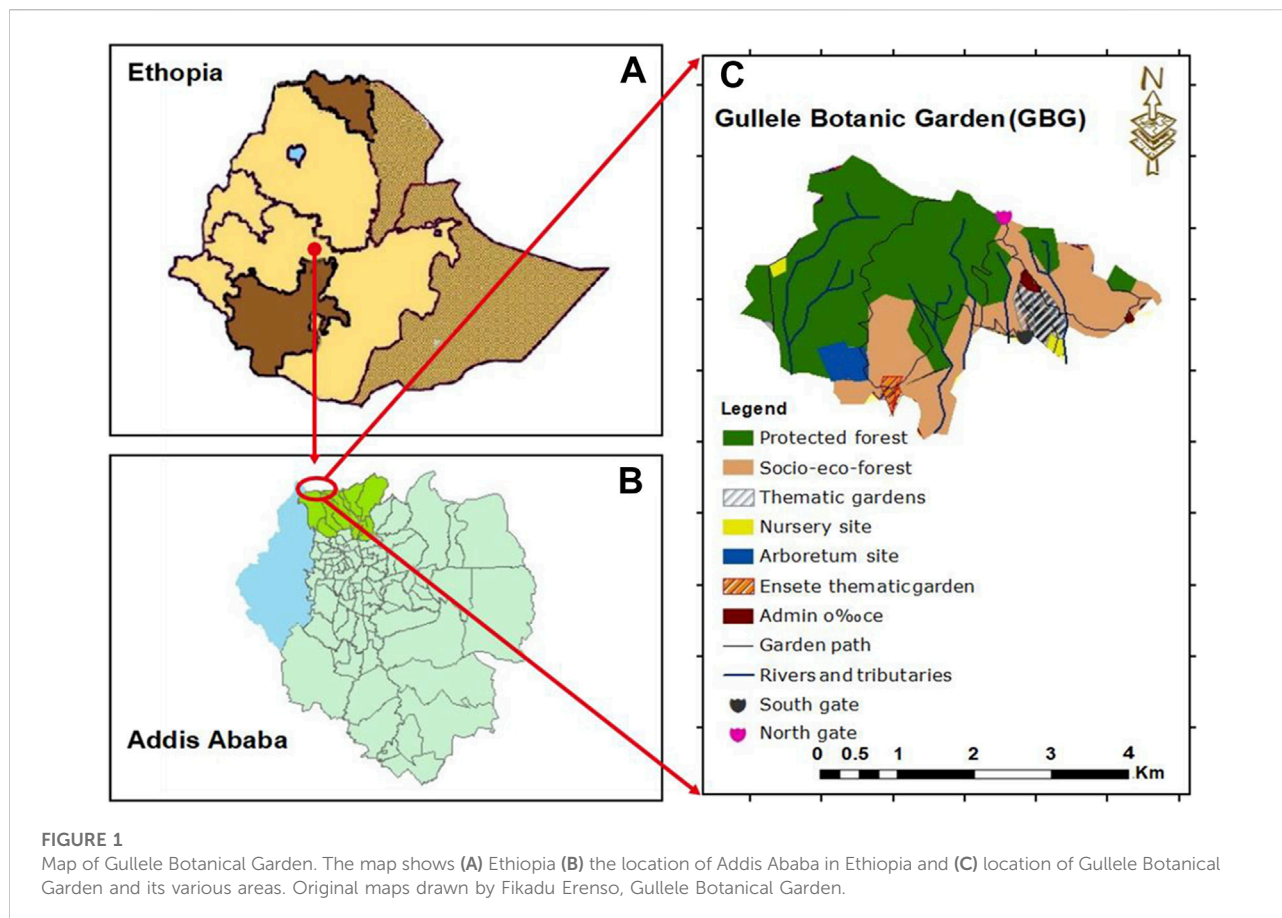 Ethopia
A
B
Addis Ababa
C
N
Gullele Botanic Garden (GBG)
Legend
Protected forest
Socio-eco-forest
Thematic gardens
Nursery site
Arboretum site
Ensete thematicgarden
Admin o‰ce
Garden path
Rivers and tributaries
South gate
North gate
0 0.5 1 2 3 4
Km
FIGURE 1
Map of Gullele Botanical Garden. The map shows (A) Ethiopia (B) the location of Addis Ababa in Ethiopia and (C) location of Gullele Botanical
Garden and its various areas. Original maps drawn by Fikadu Erenso, Gullele Botanical Garden.